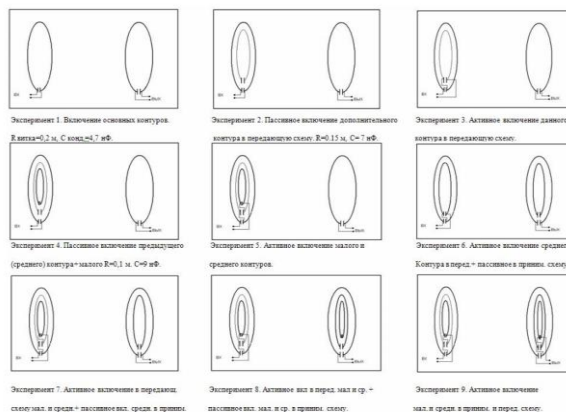 Эксперимент 1. Включение основных контуров.
R витка=0,2 м, С конд.=4,7 нФ.
Эксперимент 2. Пассивное включение дополнительного
контура в передающую схему. R=0.15 м, С= 7 нФ.
Эксперимент 3. Активное включение данного
контура в передающую схему.
Эксперимент 4. Пассивное включение предыдущего
(среднего) контура+ малого R=0,1 м. С=9 нФ.
Эксперимент 5. Активное включение малого и
среднего контуров.
Эксперимент 6. Активное включение среднего
Контура в перед.+ пассивное в приним. схему
Эксперимент 7. Активное включение в передающ.
схему мал. и средн.+ пассивное вкл. средн. в приним.
Эксперимент 8. Активное вкл в перед. мал и ср. +
пассивное вкл. мал. и ср. в приним. схему.
Эксперимент 9. Активное включение
мал. и средн. в приним. и перед. схему.